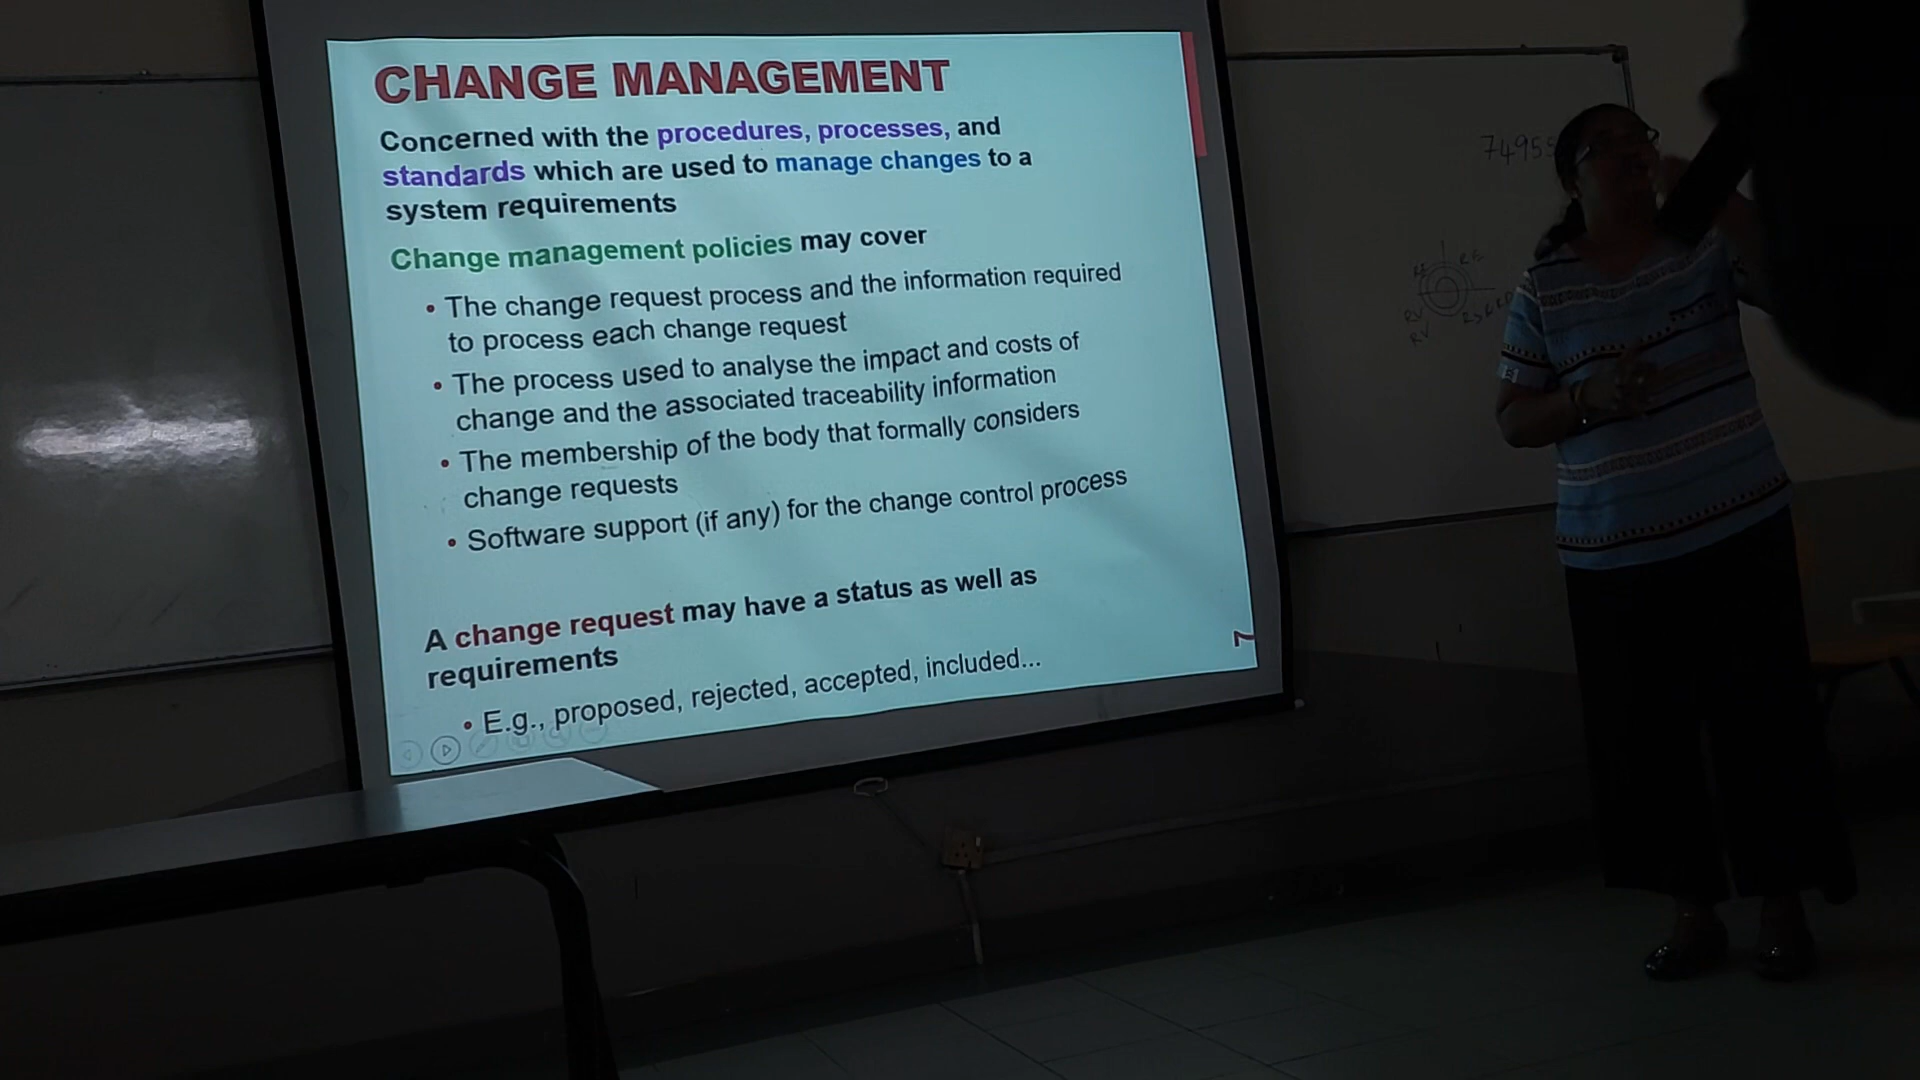 CHANGE MANAGEMENT
Concerned with the procedures, processes, and
standards which are used to manage changes to a
system requirements
Change management policies may cover
• The change request process and the information required
to process each change request
• The process used to analyse the impact and costs of
change and the associated traceability information
• The membership of the body that formally considers
change requests
• Software support (if any) for the change control process
A change request may have a status as well as
requirements
• E.g., proposed, rejected, accepted, included...
7
RE
RV
RV